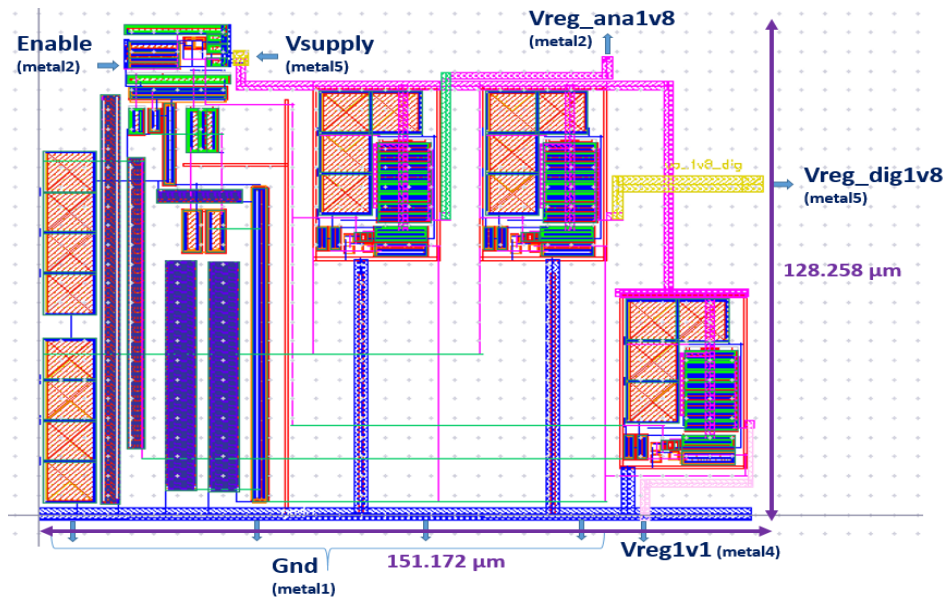 Vreg_ana1v8
(metal2)
Enable
(metal2)
Vsupply
(metal5)
Vreg_dig1v8
(metal5)
128.258 µm
Vreg1v1 (metal4)
151.172 µm
Gnd
(metal1)